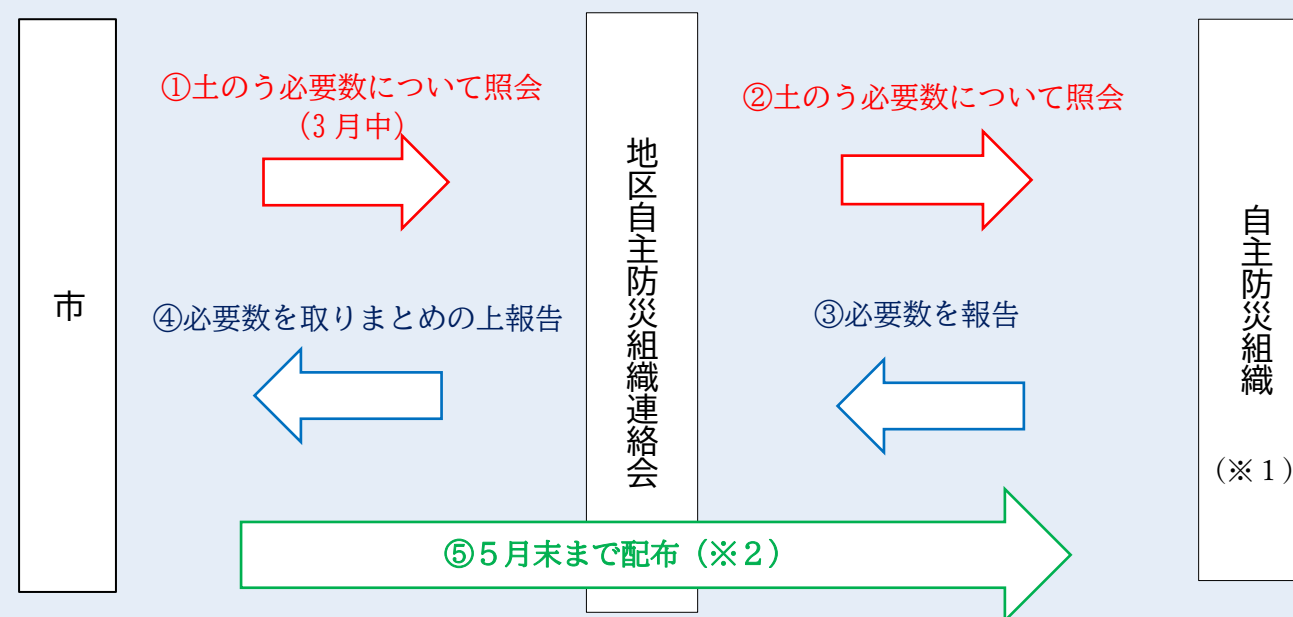 市
①土のう必要数について照会
(3月中)
地区自主防災組織連絡会
②土のう必要数について照会
自主防災組織
(※1)
④必要数を取りまとめの上報告
③必要数を報告
⑤5月末まで配布（※2）